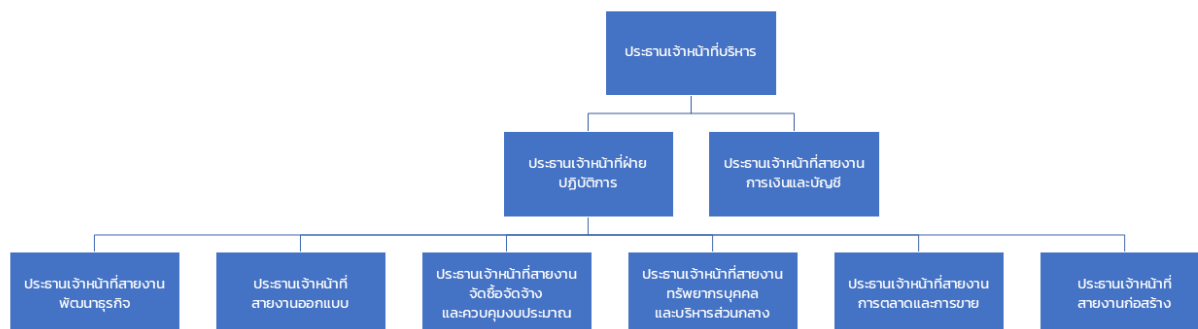 ประธานเจ้าหน้าที่บริหาร
ประธานเจ้าหน้าที่ฝ่าย
ปฏิบัติการ
ประธานเจ้าหน้าที่สายงาน
การเงินและบัญชี
ประธานเจ้าหน้าที่สายงาน
พัฒนาธุรกิจ
ประธานเจ้าหน้าที่
สายงานออกแบบ
ประธานเจ้าหน้าที่สายงาน
จัดซื้อจัดจ้าง
และควบคุมงบประมาณ
ประธานเจ้าหน้าที่สายงาน
ทรัพยากรบุคคล
และบริหารส่วนกลาง
ประธานเจ้าหน้าที่สายงาน
การตลาดและการขาย
ประธานเจ้าหน้าที่
สายงานก่อสร้าง